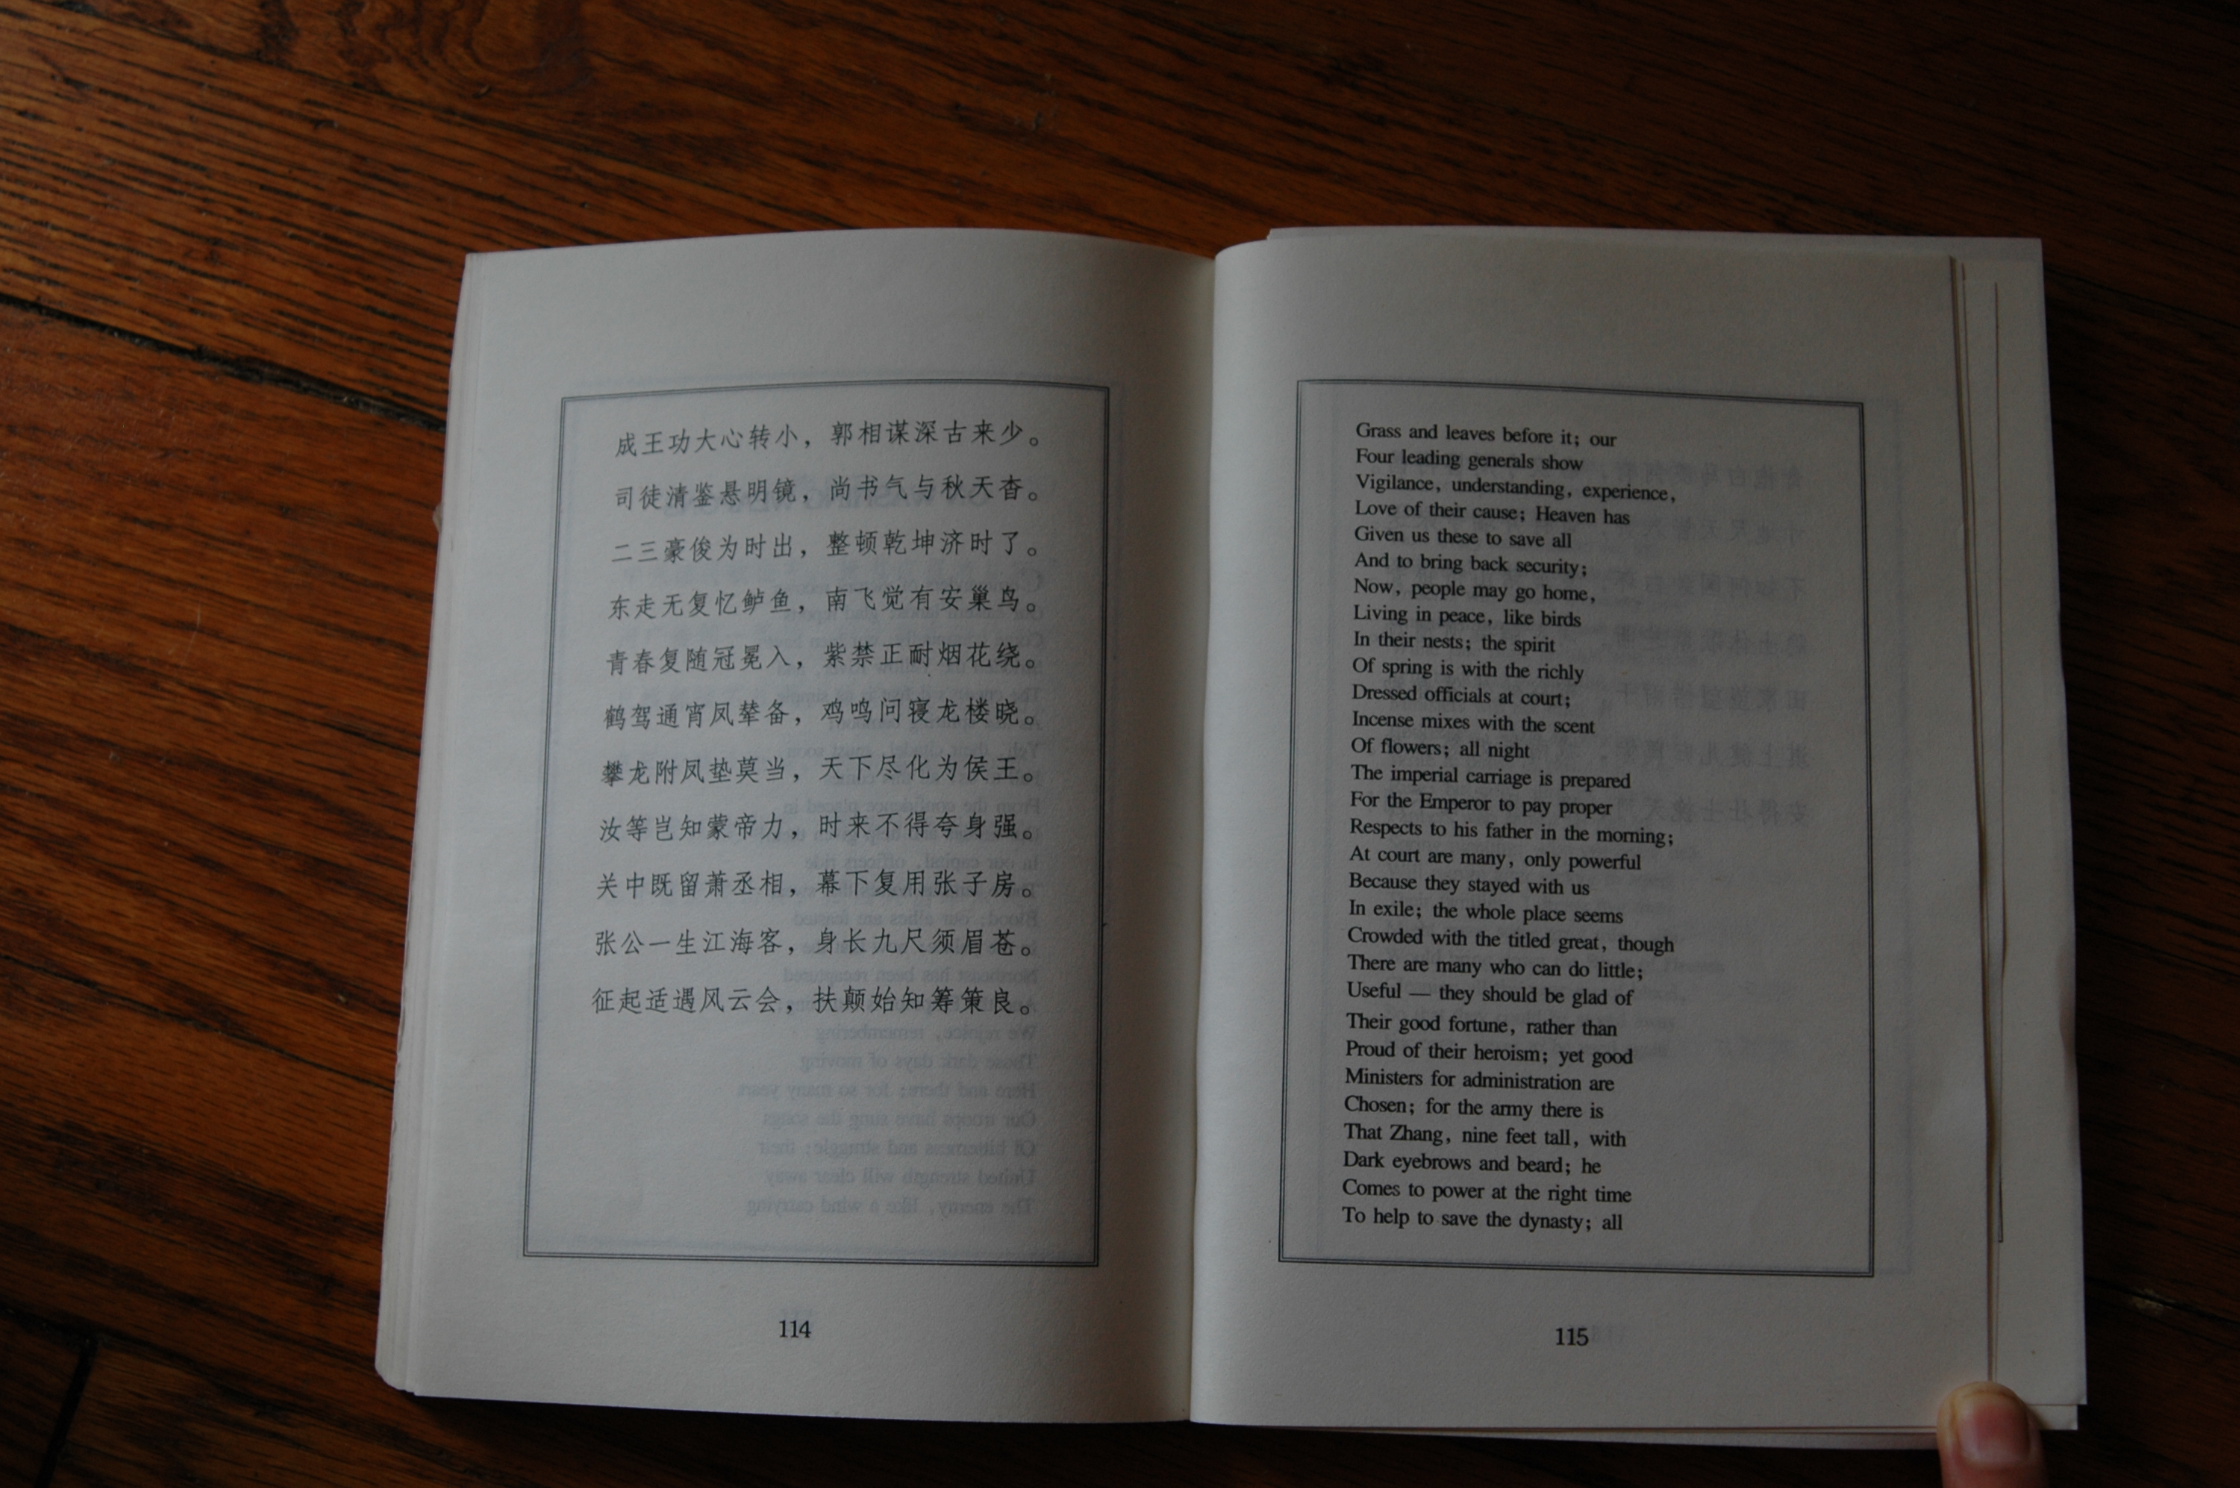 成王功大心转小，郭相谋深古来少。
司徒清鉴悬明镜，尚书气与秋天杳。
二三豪俊为时出，整顿乾坤济时了。
东走无复忆鲈鱼，南飞觉有安巢鸟。
青春复随冠冕入，紫禁正耐烟花绕。
鹤驾通宵凤辇备，鸡鸣问寝龙楼晓。
攀龙附凤垫莫当，天下尽化为侯王。
汝等岂知蒙帝力，时来不得夸身强。
关中既留萧丞相，幕下复用张子房。
张公一生江海客，身长九尺须眉苍。
征起适遇风云会，扶颠始知筹策良。
114
Grass and leaves before it; our
Four leading generals show
Vigilance, understanding, experience,
Love of their cause; Heaven has
Given us these to save all
And to bring back security;
Now, people may go home,
Living in peace, like birds
In their nests; the spirit
Of spring is with the richly
Dressed officials at court;
Incense mixes with the scent
Of flowers; all night
The imperial carriage is prepared
For the Emperor to pay proper
Respects to his father in the morning;
At court are many, only powerful
Because they stayed with us
In exile; the whole place seems
Crowded with the titled great, though
There are many who can do little;
Useful — they should be glad of
Their good fortune, rather than
Proud of their heroism; yet good
Ministers for administration are
Chosen; for the army there is
That Zhang, nine feet tall, with
Dark eyebrows and beard; he
Comes to power at the right time
To help to save the dynasty; all
115